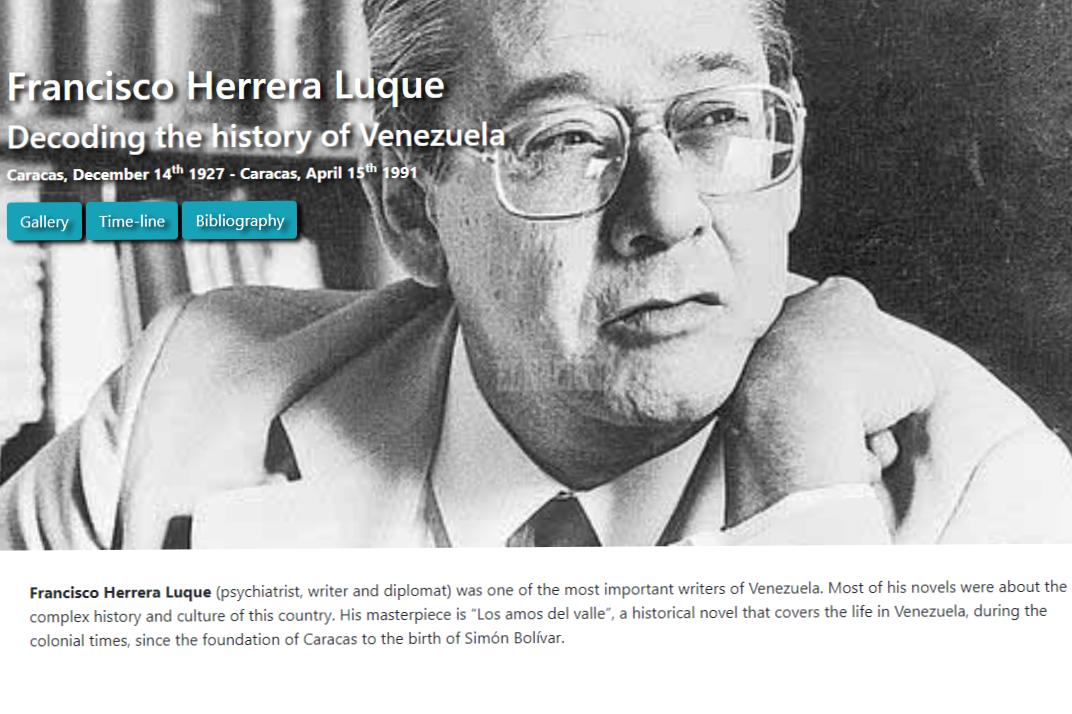 Francisco Herrera Luque
Decoding the history of Venezuela
Caracas, December 14th 1927 - Caracas, April 15th 1991
Gallery Time-line Bibliography
Francisco Herrera Luque (psychiatrist, writer and diplomat) was one of the most important writers of Venezuela. Most of his novels were about the
complex history and culture of this country. His masterpiece is “Los amos del valle”, a historical novel that covers the life in Venezuela, during the
colonial times, since the foundation of Caracas to the birth of Simón Bolívar.